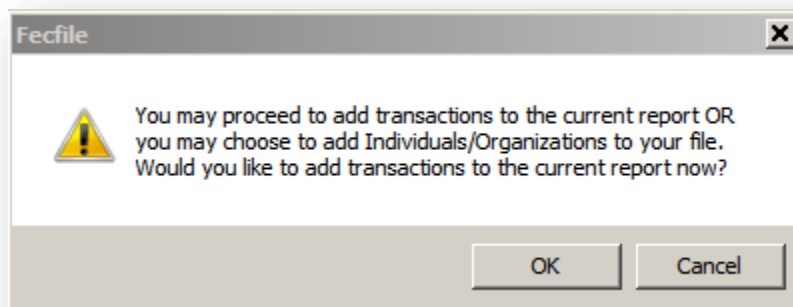 Fecfile
You may proceed to add transactions to the current report OR
you may choose to add Individuals/Organizations to your file.
Would you like to add transactions to the current report now?
OK
Cancel